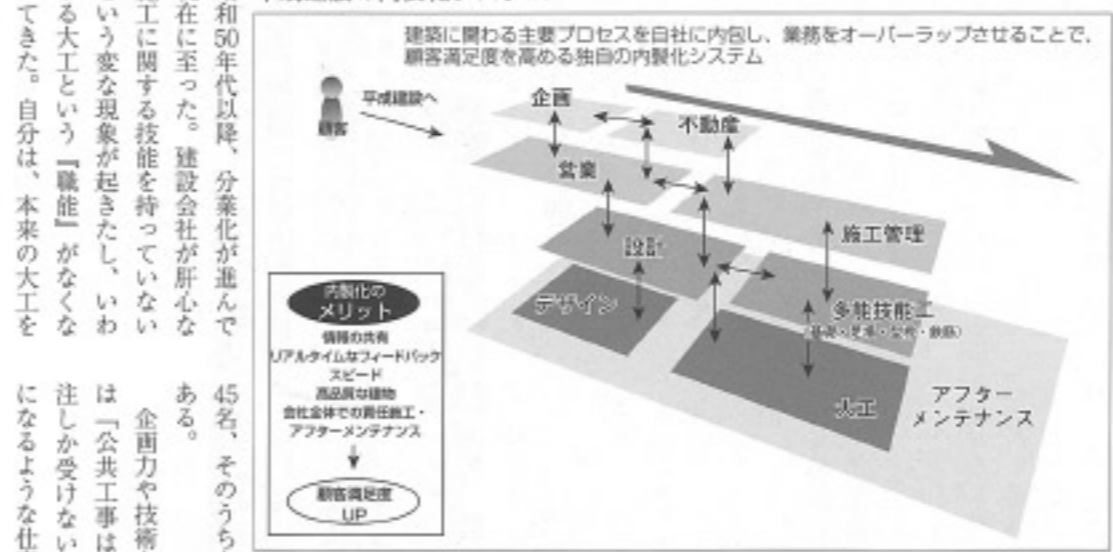 建築に関わる主要プロセスを自社に内包し、業務をオーバーラップさせることで、
顧客満足度を高める独自の内製化システム
顧客
平成建設へ
企画
不動産
営業
施工管理
設計
多能技能工
(基礎・足場・型枠・鉄筋)
デザイン
大工
アフター
メンテナンス
内製化の
メリット
情報の共有
リアルタイムなフィードバック
スピード
高品質な建物
会社全体での責任施工・
アフターメンテナンス
顧客満足度
UP
和50年代以降、分業化が進んで
在に至った。建設会社が肝心な
施工に関する技能を持っていない
いう変な現象が起きたし、いわ
る大工という『職能』がなくな
てきた。自分は、本来の大工を
45名、そのうち
ある。
企画力や技術
は「公共工事は
注しか受けない
になるような仕